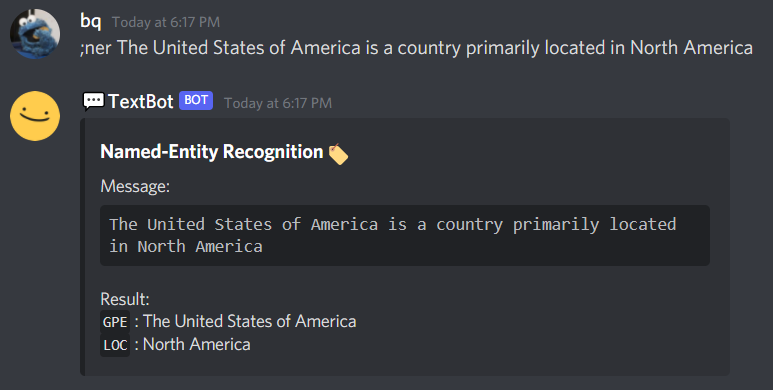 bq Today at 6:17 PM
;ner The United States of America is a country primarily located in North America
TextBot BOT Today at 6:17 PM
Named-Entity Recognition
Message:
The United States of America is a country primarily located
in North America
Result:
GPE : The United States of America
LOC : North America